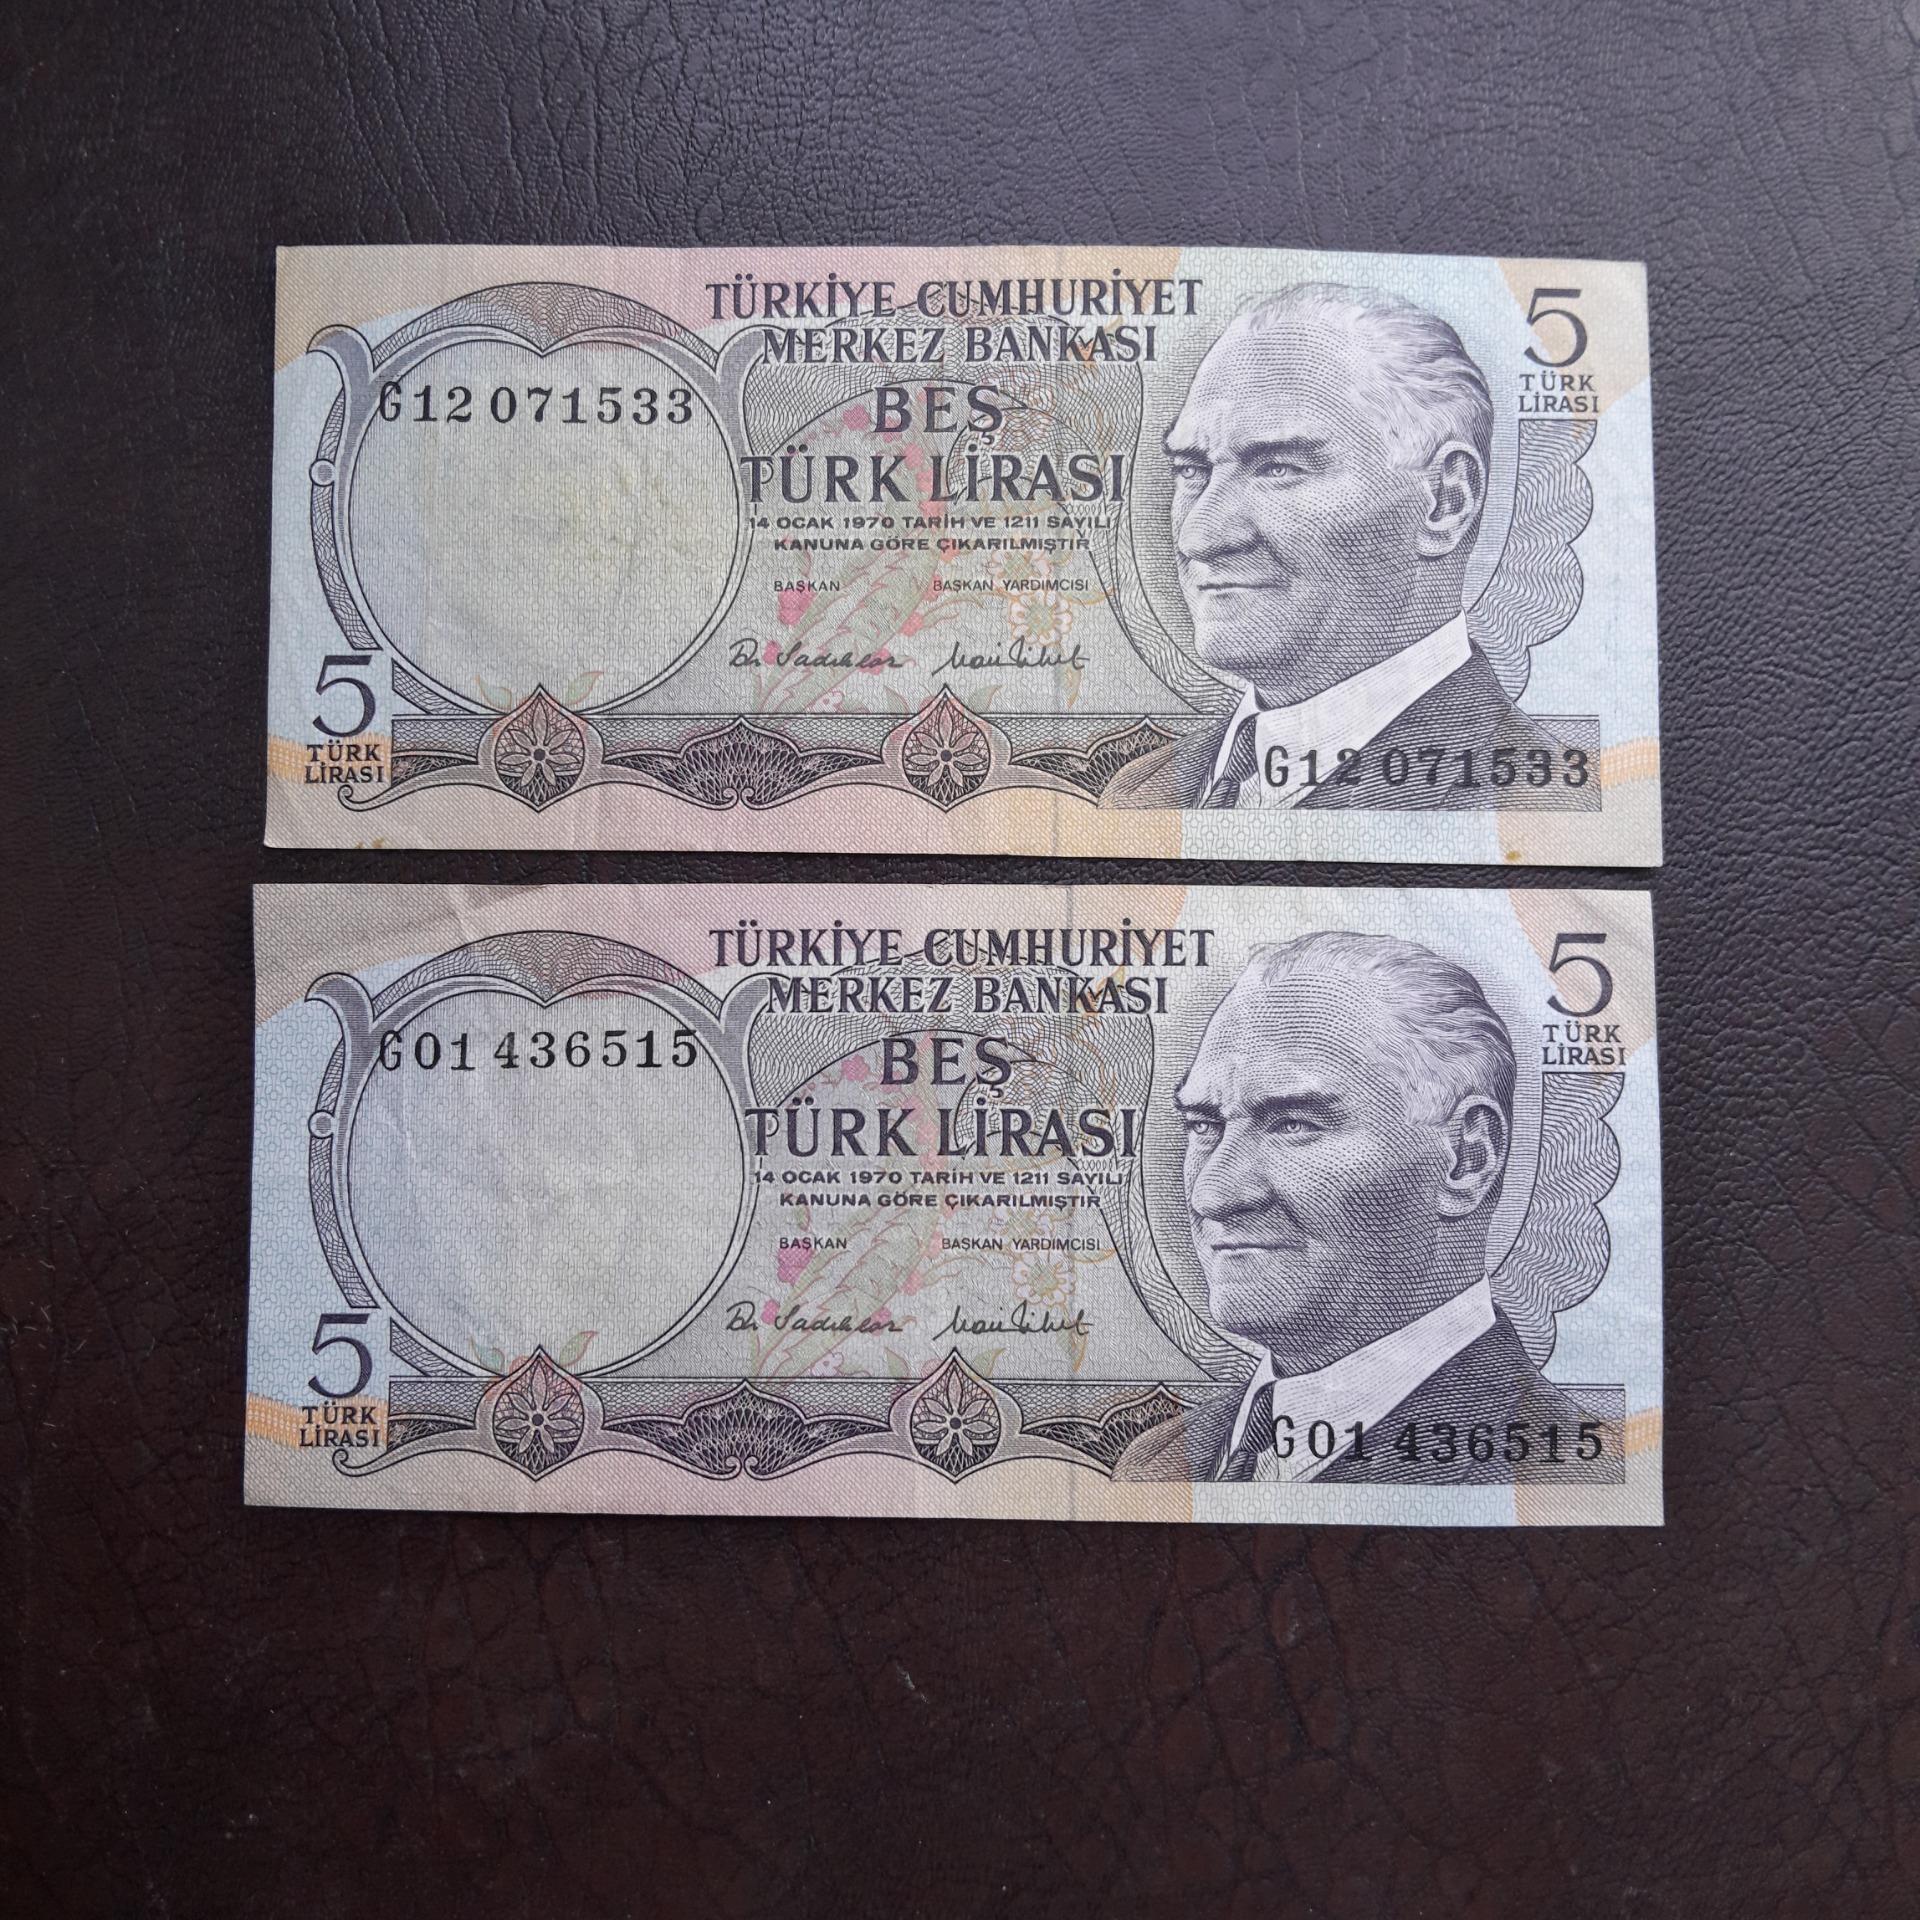 TÜRKİYE CUMHURİYET
MERKEZ BANKASI
5
TÜRK
LİRASI
G12 071533
BEŞ
TÜRK LİRASI
14 OCAK 1970 TARİH VE 1211 SAYILI
KANUNA GÖRE ÇIKARILMIŞTIR
BAŞKAN BAŞKAN YARDIMCISI
5
TÜRK
LİRASI
G12 071533
TÜRKİYE CUMHURİYET
MERKEZ BANKASI
5
TÜRK
LİRASI
G01 436515
BEŞ
TÜRK LİRASI
14 OCAK 1970 TARİH VE 1211 SAYILI
KANUNA GÖRE ÇIKARILMIŞTIR
BAŞKAN BAŞKAN YARDIMCISI
5
TÜRK
LİRASI
G01 436515